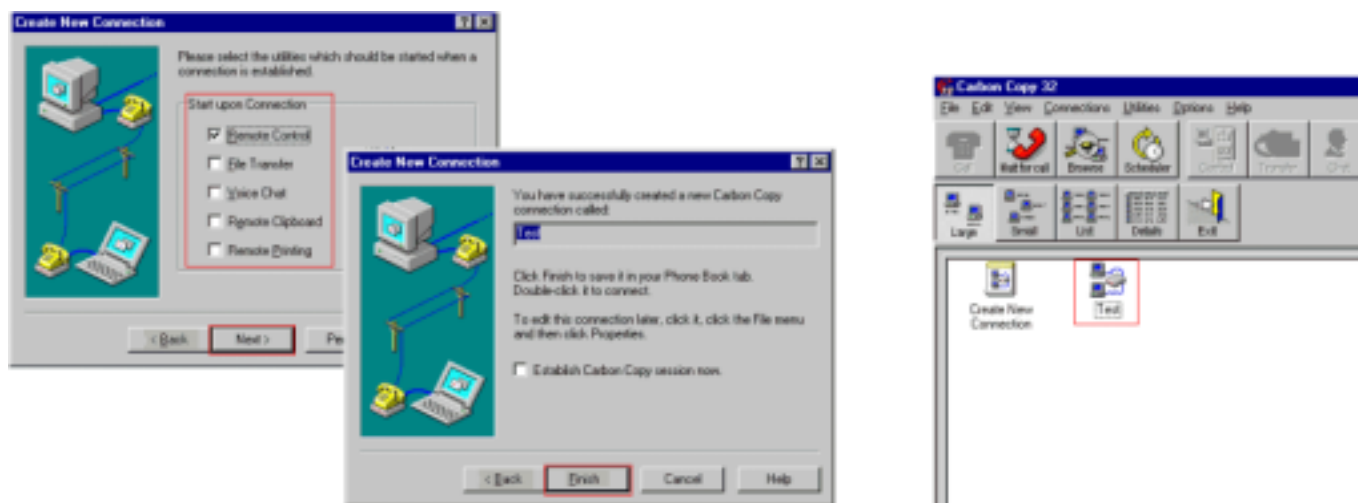 Create New Connection
Please select the utilities which should be started when a
connection is established.
Start upon Connection
Remote Control
File Transfer
Voice Chat
Remote Clipboard
Remote Printing
< Back
Next >
Create New Connection
You have successfully created a new Carbon Copy
connection called:
Test
Click Finish to save it in your Phone Book tab.
Double-click it to connect.
To edit this connection later, click it, click the File menu
and then click Properties.
Establish Carbon Copy session now.
< Back
Finish
Cancel
Help
Carbon Copy 32
File Edit View Connections Utilities Options Help
Call Wait for call Browse Scheduler Control Transfer Chat
Large Small List Details Exit
Create New
Connection
Test